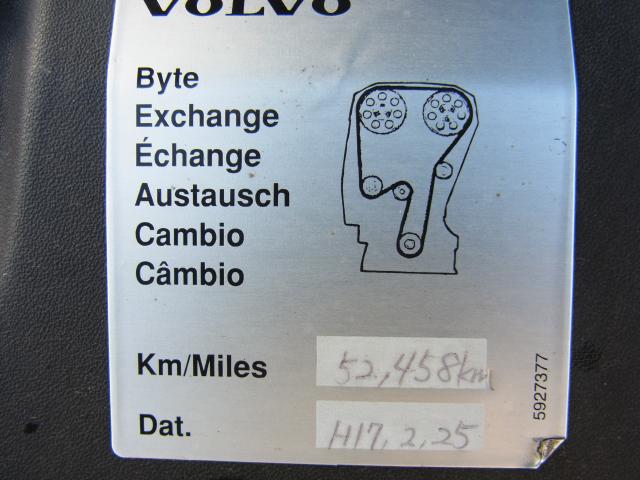 VOLVO
Byte
Exchange
Échange
Austausch
Cambio
Câmbio
Km/Miles 52,458km
Dat. H17,2,25
5927377